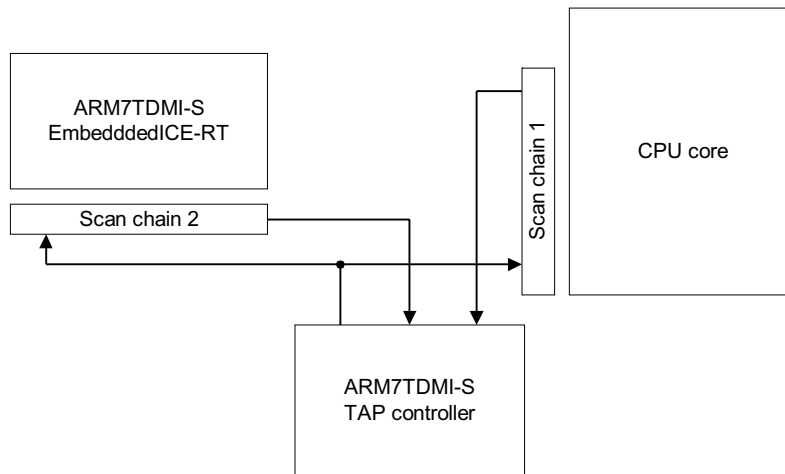 ARM7TDMI-S
EmbedddedICE-RT
Scan chain 2
Scan chain 1
CPU core
ARM7TDMI-S
TAP controller